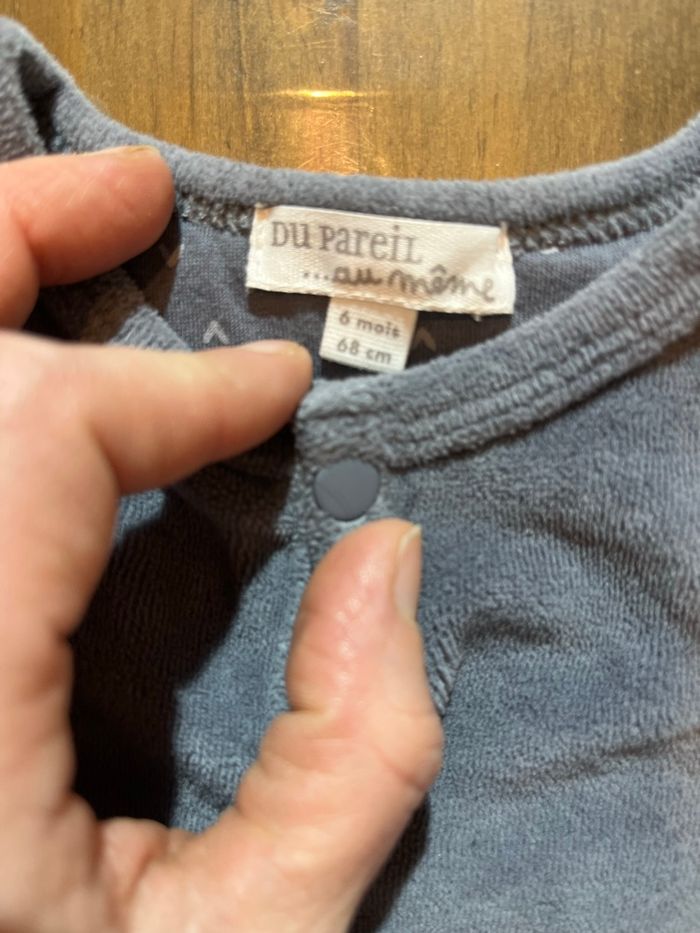 DU PAREIL
...au même
6 mois
68 cm